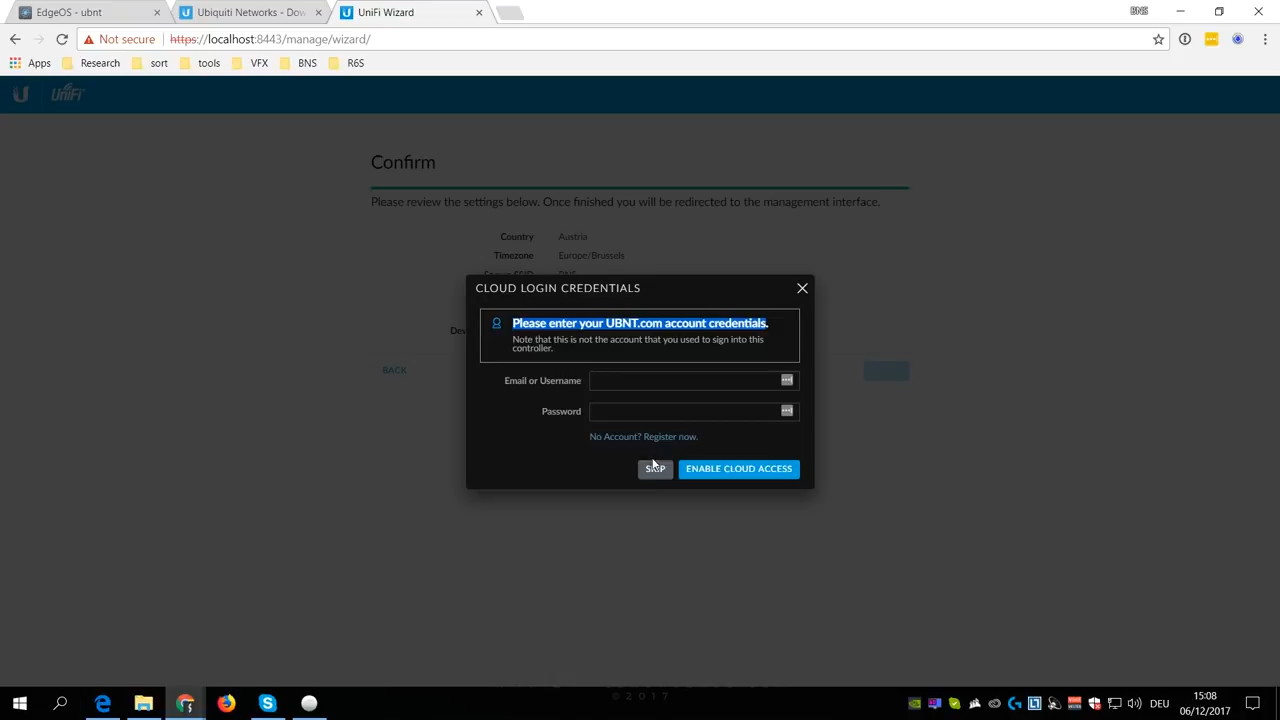 EdgeOS - ubnt
Ubiquiti Networks - Dow
UniFi Wizard
BNS
Not secure
https://localhost:8443/manage/wizard/
Apps
Research
sort
tools
VFX
BNS
R6S
U
UniFi
Confirm
Please review the settings below. Once finished you will be redirected to the management interface.
Country Austria
Timezone Europe/Brussels
CLOUD LOGIN CREDENTIALS
Please enter your UBNT.com account credentials.
Note that this is not the account that you used to sign into this
controller.
Email or Username
Password
No Account? Register now.
SKIP
ENABLE CLOUD ACCESS
BACK
© 2017
DEU
15:08
06/12/2017